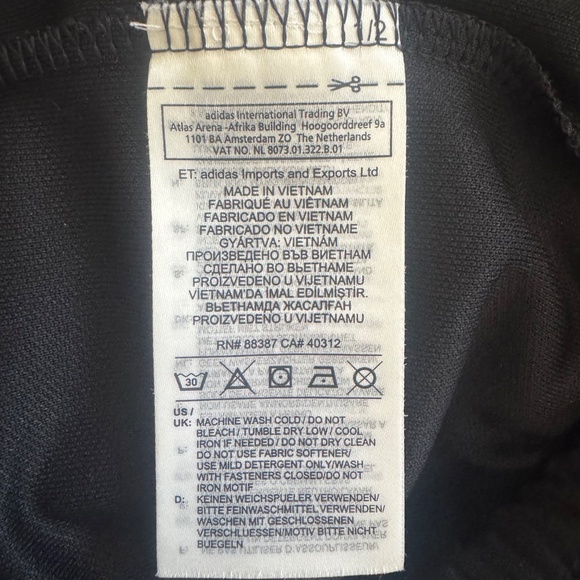 1/2
adidas International Trading BV
Atlas Arena -Afrika Building Hoogoorddreef 9a
1101 BA Amsterdam ZO The Netherlands
VAT NO. NL 8073.01.322.B.01
ET: adidas Imports and Exports Ltd
MADE IN VIETNAM
FABRIQUÉ AU VIÊTNAM
FABRICADO EN VIETNAM
FABRICADO NO VIETNAME
GYÁRTVA: VIETNÁM
ПРОИЗВЕДЕНО ВЪВ ВИЕТНАМ
СДЕЛАНО ВО ВЬЕТНАМЕ
PROIZVEDENO U VIJETNAMU
VİETNAM'DA İMAL EDİLMİŞTİR.
ВЬЕТНАМДА ЖАСАЛҒАН
PROIZVEDENO U VIJETNAMU
RN# 88387 CA# 40312
30
US /
UK: MACHINE WASH COLD / DO NOT
BLEACH / TUMBLE DRY LOW / COOL
IRON IF NEEDED / DO NOT DRY CLEAN
DO NOT USE FABRIC SOFTENER/
USE MILD DETERGENT ONLY/WASH
WITH FASTENERS CLOSED/DO NOT
IRON MOTIF
D: KEINEN WEICHSPUELER VERWENDEN/
BITTE FEINWASCHMITTEL VERWENDEN/
WASCHEN MIT GESCHLOSSENEN
VERSCHLUESSEN/MOTIV BITTE NICHT
BUEGELN